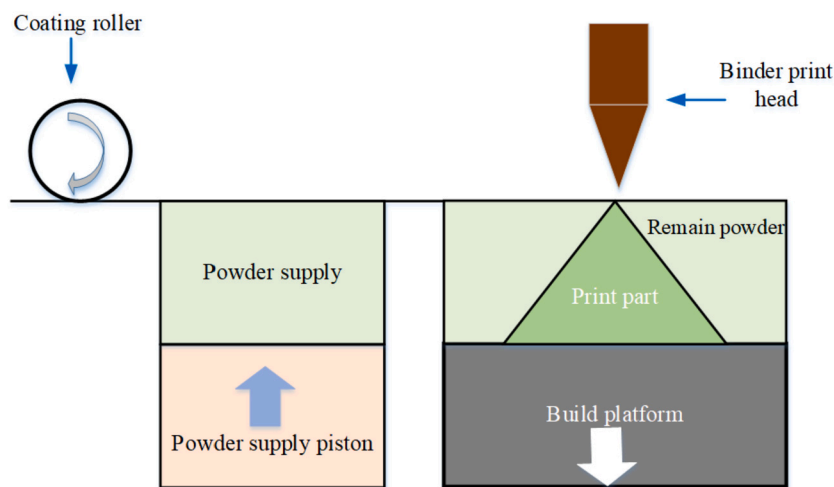 Coating roller
Binder print
head
Powder supply
Remain powder
Print part
Powder supply piston
Build platform